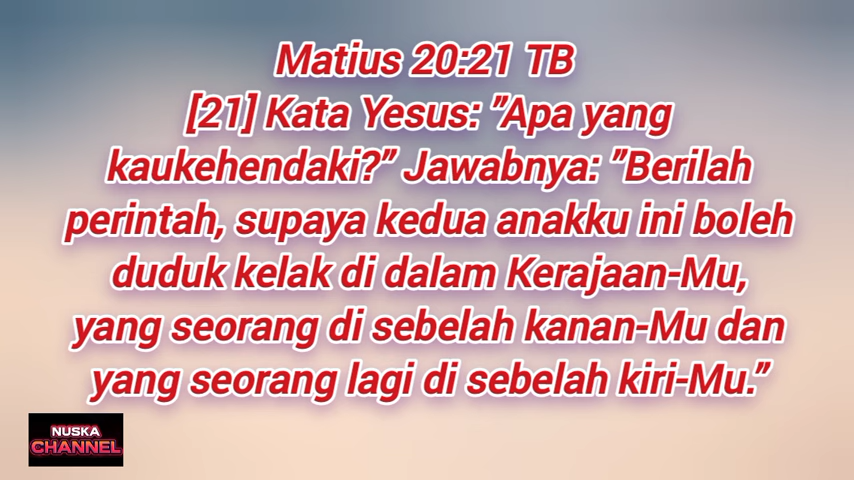 Matius 20:21 TB
[21] Kata Yesus: "Apa yang
kaukehendaki?" Jawabnya: "Berilah
perintah, supaya kedua anakku ini boleh
duduk kelak di dalam Kerajaan-Mu,
yang seorang di sebelah kanan-Mu dan
yang seorang lagi di sebelah kiri-Mu."
NUSKA
CHANNEL